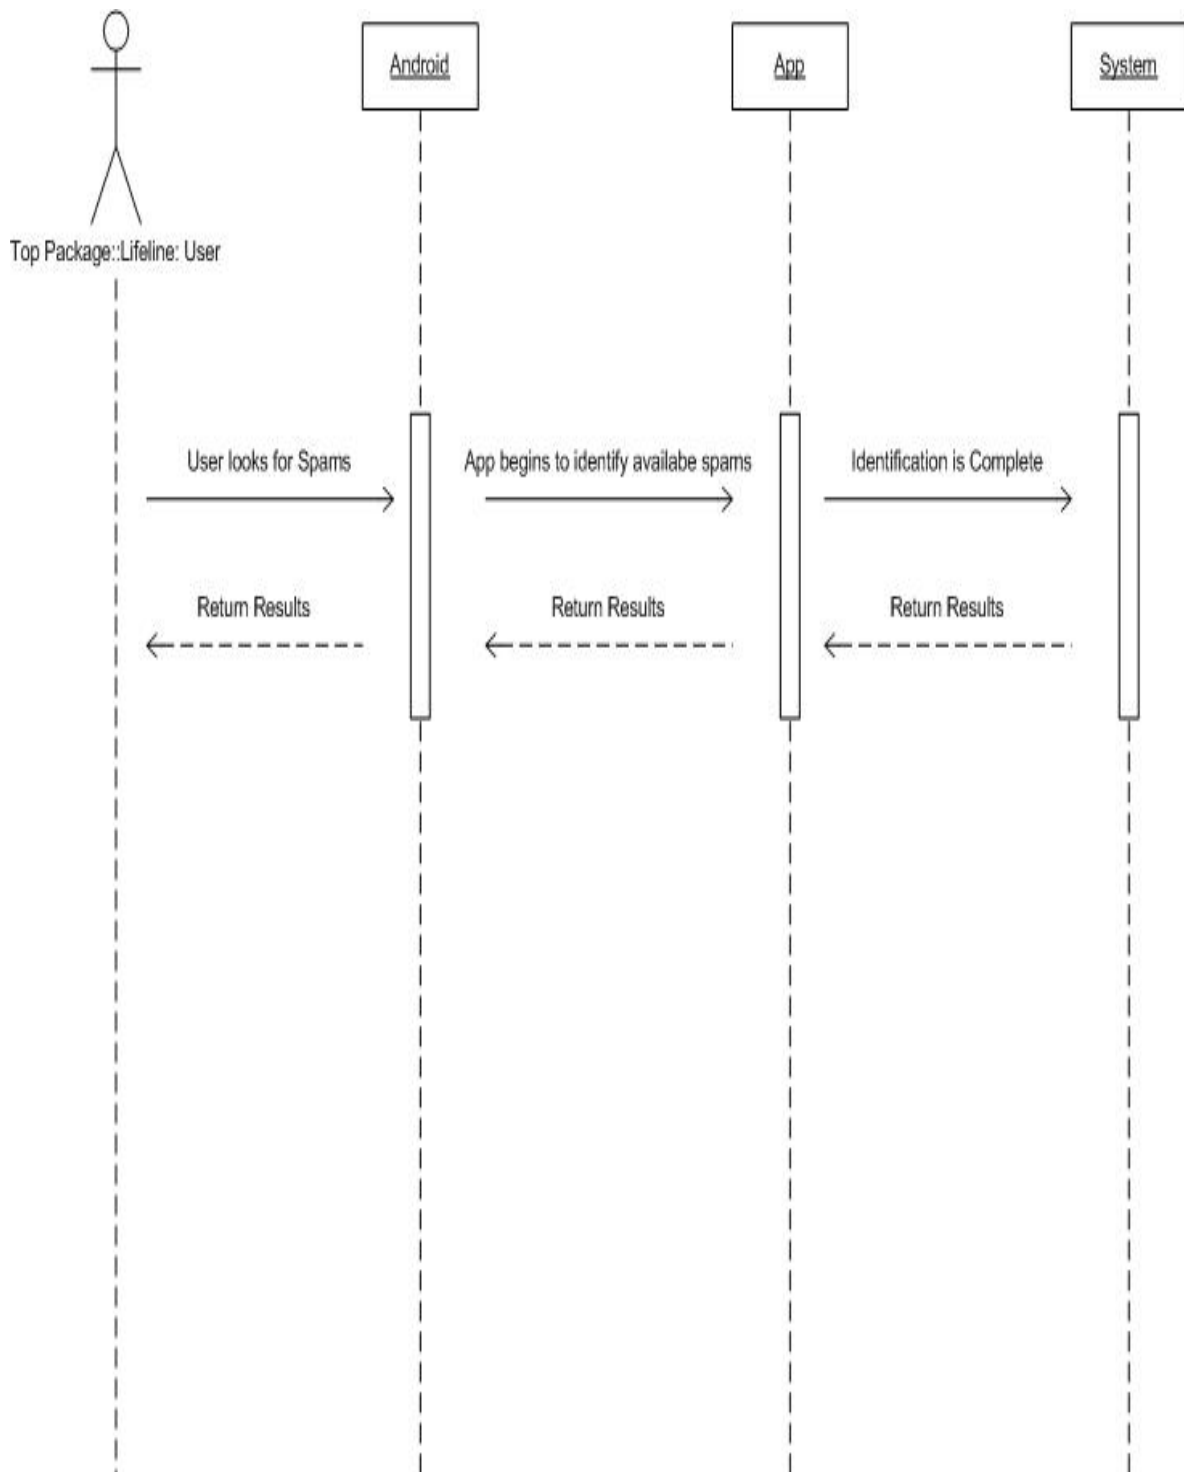 Android
App
System
Top Package::Lifeline: User
User looks for Spams
App begins to identify availabe spams
Identification is Complete
Return Results
Return Results
Return Results